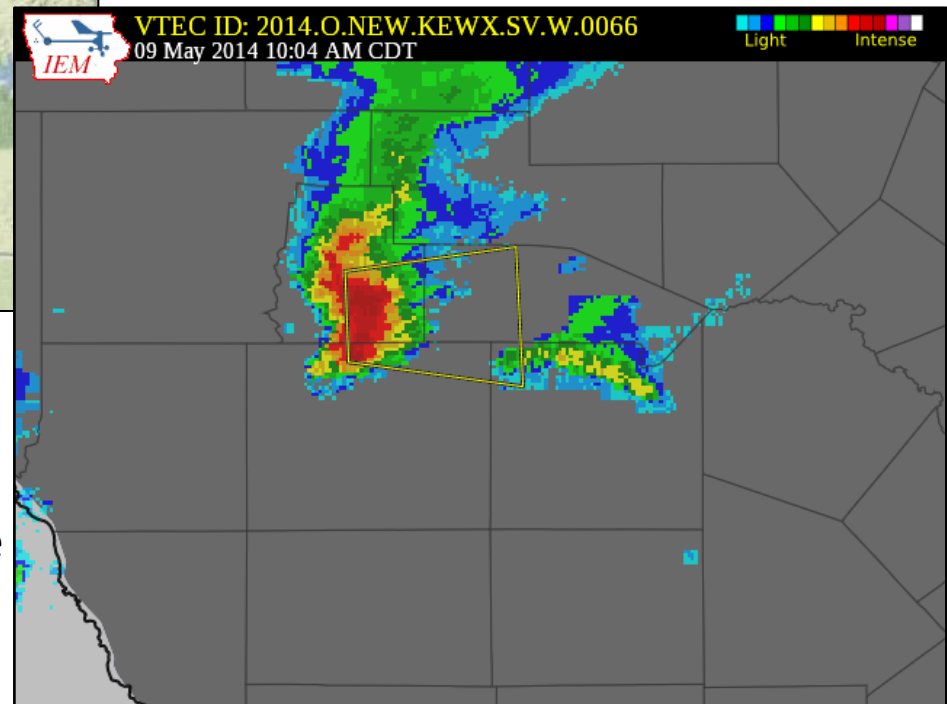 VTEC ID: 2014.O.NEW.KEWX.SV.W.0066
09 May 2014 10:04 AM CDT
IEM
Light Intense
e